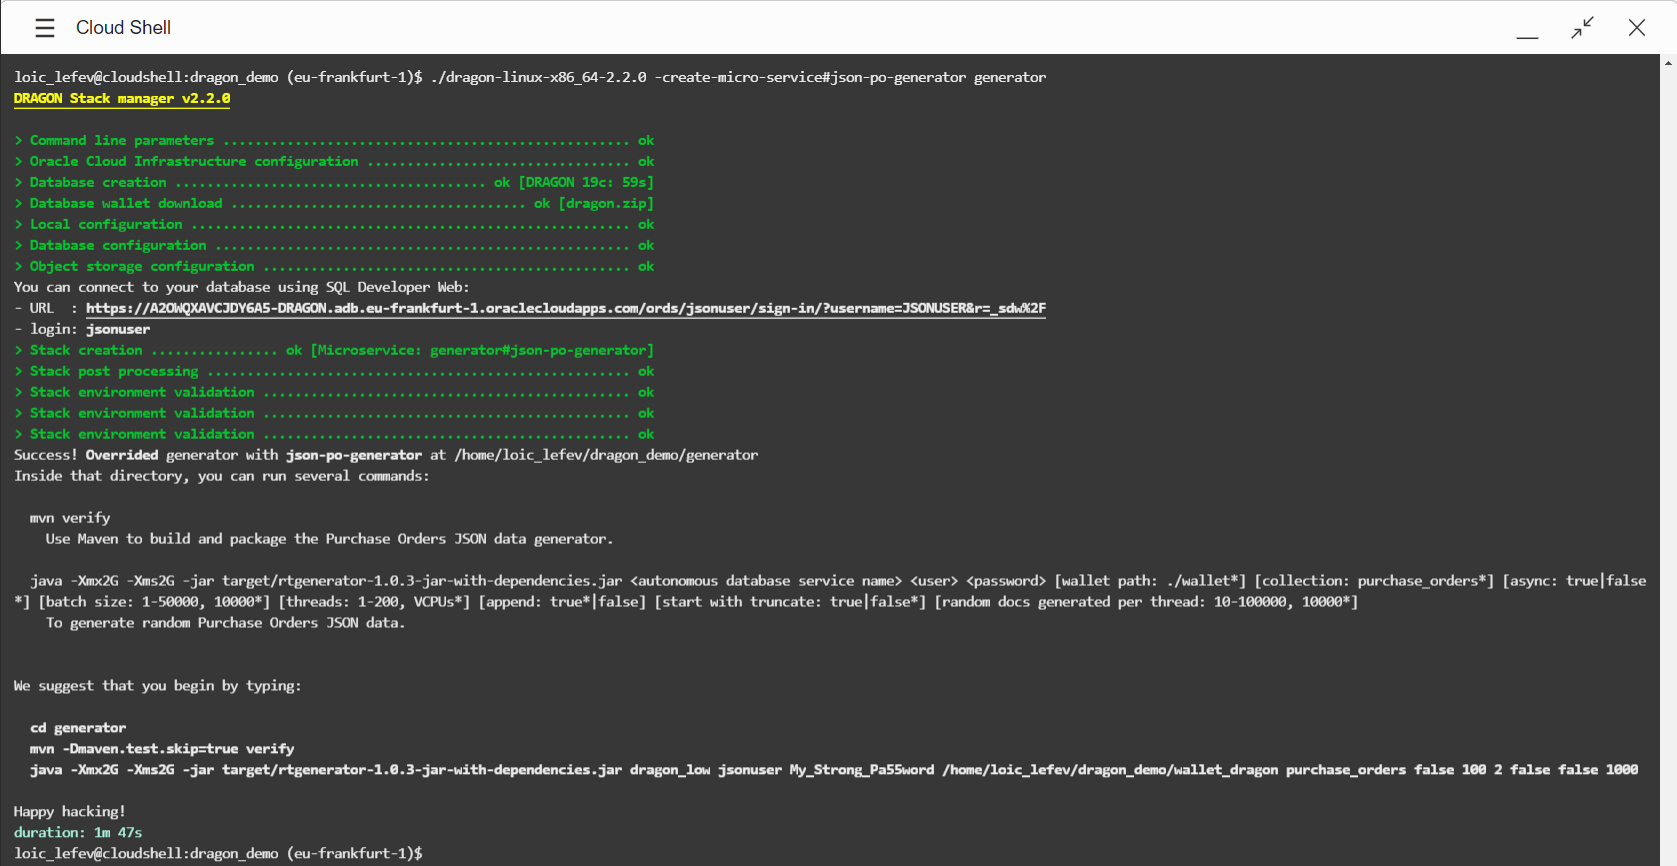 Cloud Shell
loic_lefev@cloudshell:dragon_demo (eu-frankfurt-1)$ ./dragon-linux-x86_64-2.2.0 -create-micro-service#json-po-generator generator
DRAGON Stack manager v2.2.0
> Command line parameters ................................................... ok
> Oracle Cloud Infrastructure configuration ................................. ok
> Database creation ....................................... ok [DRAGON 19c: 59s]
> Database wallet download ..................................... ok [dragon.zip]
> Local configuration ....................................................... ok
> Database configuration .................................................... ok
> Object storage configuration .............................................. ok
You can connect to your database using SQL Developer Web:
- URL  : https://A2OWQXAVCJDY6A5-DRAGON.adb.eu-frankfurt-1.oraclecloudapps.com/ords/jsonuser/sign-in/?username=JSONUSER&r=_sdw%2F
- login: jsonuser
> Stack creation ................ ok [Microservice: generator#json-po-generator]
> Stack post processing ..................................................... ok
> Stack environment validation .............................................. ok
> Stack environment validation .............................................. ok
> Stack environment validation .............................................. ok
Success! Overrided generator with json-po-generator at /home/loic_lefev/dragon_demo/generator
Inside that directory, you can run several commands:
mvn verify
Use Maven to build and package the Purchase Orders JSON data generator.
java -Xmx2G -Xms2G -jar target/rtgenerator-1.0.3-jar-with-dependencies.jar <autonomous database service name> <user> <password> [wallet path: ./wallet*] [collection: purchase_orders*] [async: true|false
*] [batch size: 1-50000, 10000*] [threads: 1-200, VCPUs*] [append: true*|false] [start with truncate: true|false*] [random docs generated per thread: 10-100000, 10000*]
To generate random Purchase Orders JSON data.
We suggest that you begin by typing:
cd generator
mvn -Dmaven.test.skip=true verify
java -Xmx2G -Xms2G -jar target/rtgenerator-1.0.3-jar-with-dependencies.jar dragon_low jsonuser My_Strong_Pa55word /home/loic_lefev/dragon_demo/wallet_dragon purchase_orders false 100 2 false false 1000
Happy hacking!
duration: 1m 47s
loic_lefev@cloudshell:dragon_demo (eu-frankfurt-1)$